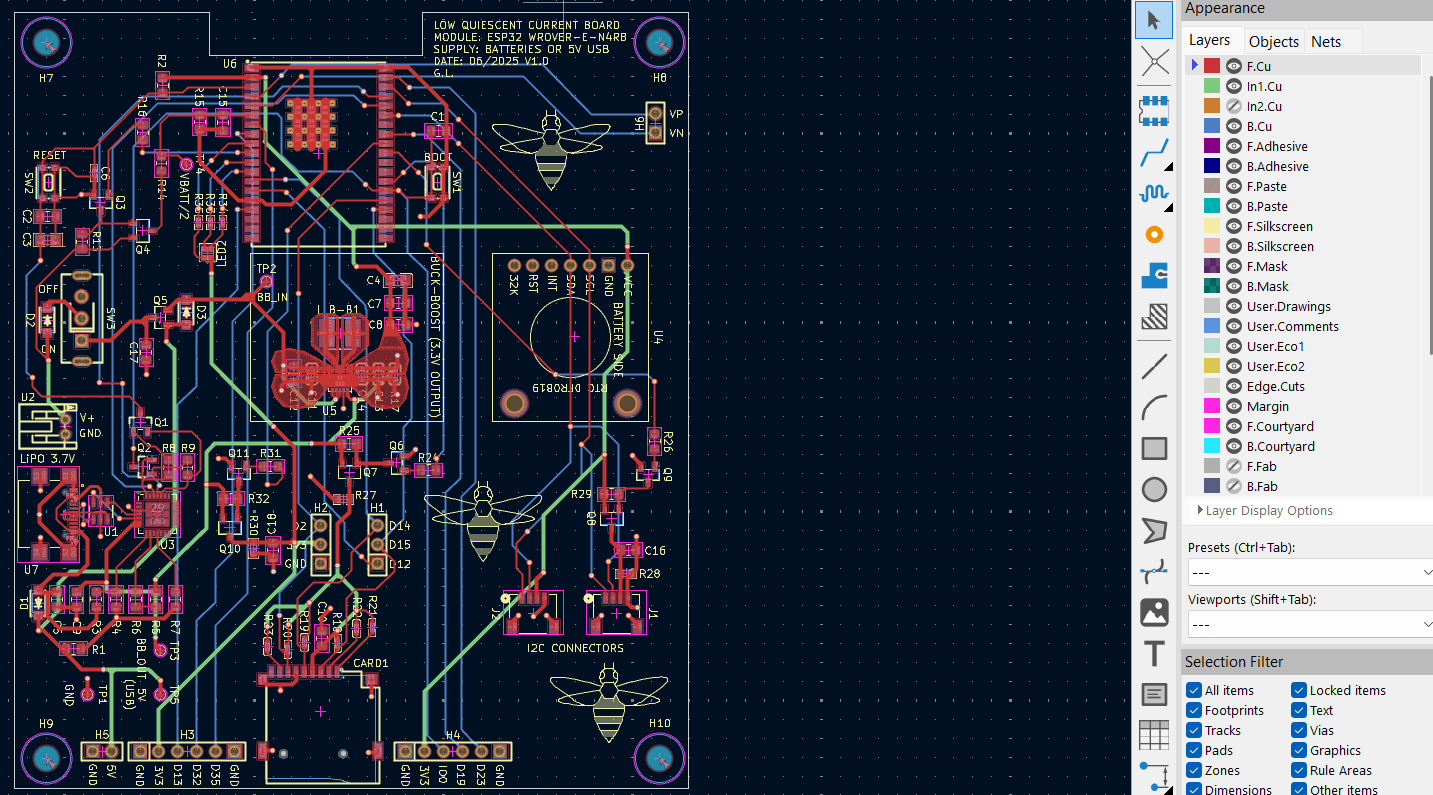 LOW QUIESCENT CURRENT BOARD
MODULE: ESP32 WROVER-E-N4R8
SUPPLY: BATTERIES OR 5V USB
DATE: 06/2025 V1.0
G.L.
H7
R2
U6
H8
R16
R15
C15
C1
H6
VP
VN
RESET
BOOT
SW2
C6
Q3
R14
VBATT/2
SW1
C2
C3
R13
Q4
LED2
TP2
BB_IN
BUCK-BOOST (3.3V OUTPUT)
C4
C7
C8
L_B-B1
U5
32K
RST
INT
SDA
SCL
GND
VCC
BATTERY SIDE
RTC DFROB19
U4
OFF
ON
SW3
D2
Q5
D3
C17
U2
V+
GND
LIPO 3.7V
Q1
Q2
R8
R9
Q11
R31
R25
Q6
R24
Q7
R27
R26
Q9
R29
Q8
U1
U3
29
U7
R32
Q10
R30
C18
H2
H1
D2
3V3
GND
D14
D15
D12
C16
R28
D1
C5
C9
R3
R4
R6
R5
R7
R1
TP3
BB_OUT
5V
(USB)
GND
TP1
TP5
R23
R20
R19
R21
J2
J1
I2C CONNECTORS
CARD1
H9
H5
GND
5V
H3
GND
3V3
D13
D32
D35
GND
H4
GND
3V3
IO0
D19
D23
GND
H10
Appearance
Layers
Objects
Nets
F.Cu
In1.Cu
In2.Cu
B.Cu
F.Adhesive
B.Adhesive
F.Paste
B.Paste
F.Silkscreen
B.Silkscreen
F.Mask
B.Mask
User.Drawings
User.Comments
User.Eco1
User.Eco2
Edge.Cuts
Margin
F.Courtyard
B.Courtyard
F.Fab
B.Fab
Layer Display Options
Presets (Ctrl+Tab):
---
Viewports (Shift+Tab):
---
Selection Filter
All items
Locked items
Footprints
Text
Tracks
Vias
Pads
Graphics
Zones
Rule Areas
Dimensions
Other items